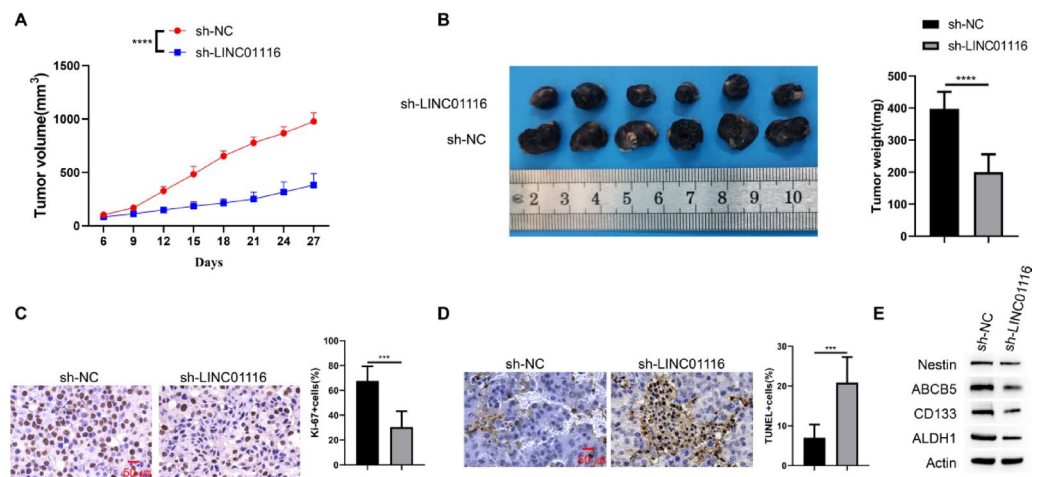 A
sh-NC
sh-LINC01116
****
Tumor volume(mm³)
1500
1000
500
0
6 9 12 15 18 21 24 27
Days
B
sh-LINC01116
sh-NC
2 3 4 5 6 7 8 9 10
sh-NC
sh-LINC01116
****
Tumor weight(mg)
500
400
300
200
100
0
C
sh-NC
sh-LINC01116
50 μm
***
Ki-67+cells(%)
100
80
60
40
20
0
D
sh-NC
sh-LINC01116
50 μm
***
TUNEL+cells(%)
30
20
10
0
E
sh-NC
sh-LINC01116
Nestin
ABCB5
CD133
ALDH1
Actin